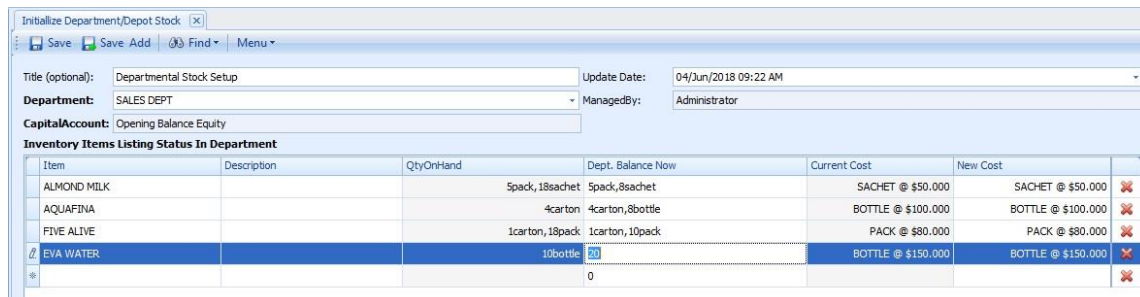 Initiallize Department/Depot Stock
Save Save Add Find Menu
Title (optional): Departmental Stock Setup Update Date: 04/Jun/2018 09:22 AM
Department: SALES DEPT ManagedBy: Administrator
CapitalAccount: Opening Balance Equity
Inventory Items Listing Status In Department
Item Description QtyOnHand Dept. Balance Now Current Cost New Cost
ALMOND MILK 5pack,18sachet 5pack,8sachet SACHET @ $50.000 SACHET @ $50.000
AQUAFINA 4carton 4carton,8bottle BOTTLE @ $100.000 BOTTLE @ $100.000
FIVE ALIVE 1carton,18pack 1carton,10pack PACK @ $80.000 PACK @ $80.000
EVA WATER 10bottle 20 BOTTLE @ $150.000 BOTTLE @ $150.000
0